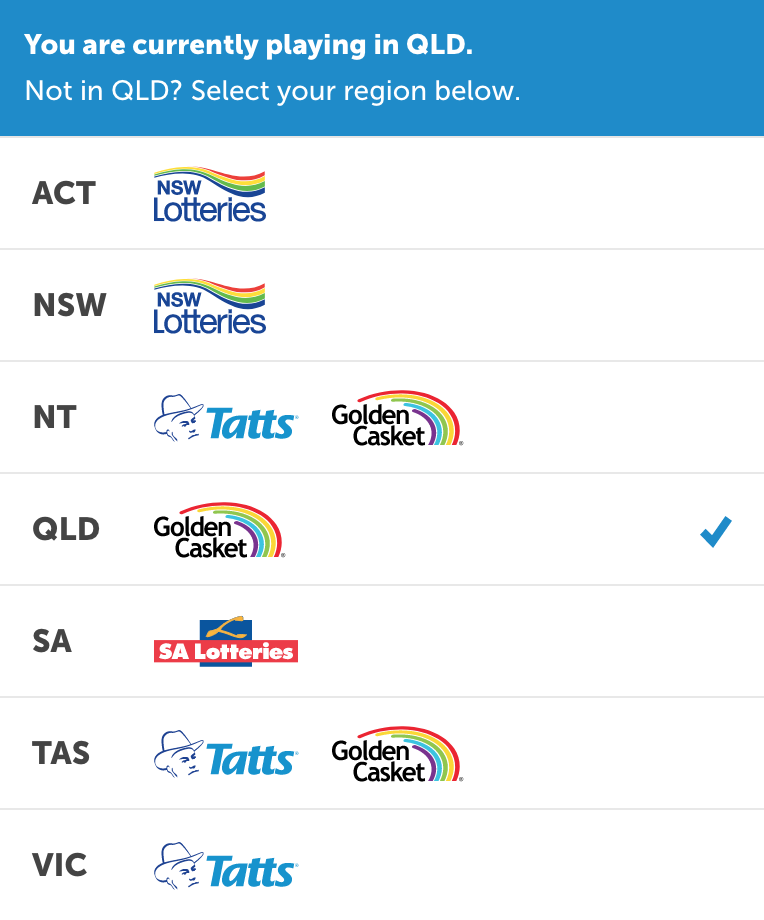 You are currently playing in QLD.
Not in QLD? Select your region below.
ACT NSW Lotteries
NSW NSW Lotteries
NT Tatts Golden Casket
QLD Golden Casket
SA SA Lotteries
TAS Tatts Golden Casket
VIC Tatts